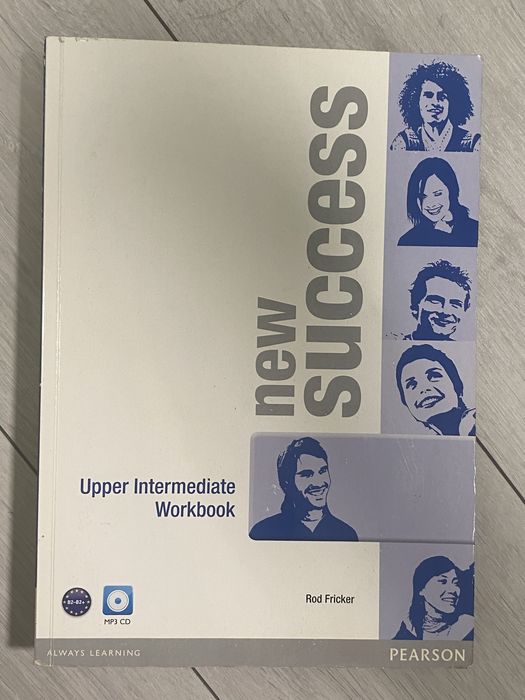 new
success
Upper Intermediate
Workbook
Rod Fricker
B2-B2+
MP3 CD
ALWAYS LEARNING
PEARSON